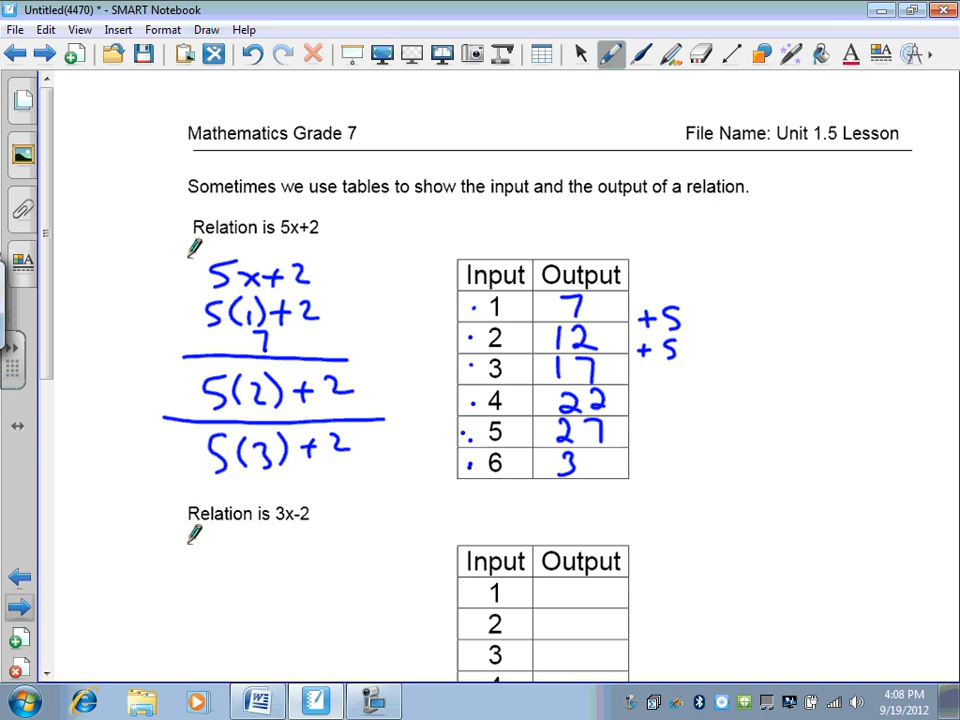 Untitled(4470) * - SMART Notebook
File Edit View Insert Format Draw Help
Mathematics Grade 7 File Name: Unit 1.5 Lesson
Sometimes we use tables to show the input and the output of a relation.
Relation is 5x+2
5x+2
5(1)+2
7
5(2)+2
5(3)+2
Input Output
1 7
2 12
3 17
4 22
5 27
6 3
+5
+5
Relation is 3x-2
Input Output
1
2
3
4:08 PM
9/19/2012